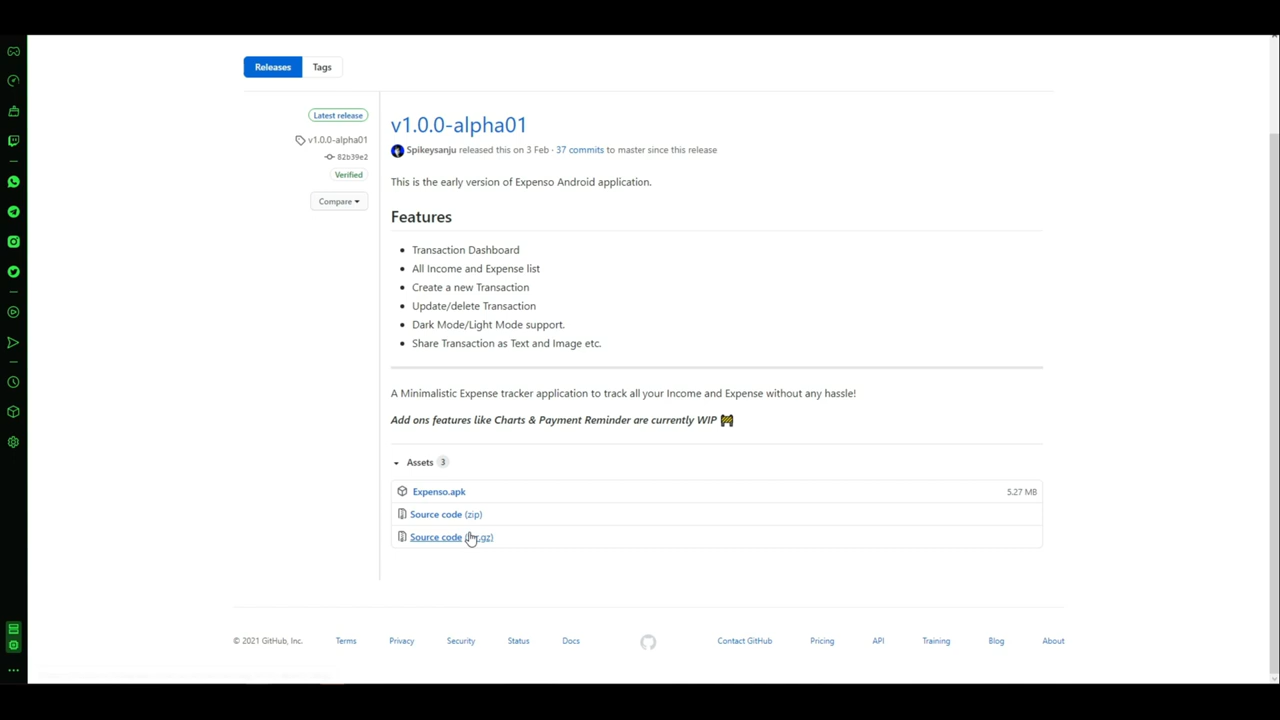 Releases Tags
Latest release
v1.0.0-alpha01
82b39e2
Verified
Compare
v1.0.0-alpha01
Spikeysanju released this on 3 Feb · 37 commits to master since this release
This is the early version of Expenso Android application.
Features
• Transaction Dashboard
• All Income and Expense list
• Create a new Transaction
• Update/delete Transaction
• Dark Mode/Light Mode support.
• Share Transaction as Text and Image etc.
A Minimalistic Expense tracker application to track all your Income and Expense without any hassle!
Add ons features like Charts & Payment Reminder are currently WIP 🚧
Assets 3
Expenso.apk 5.27 MB
Source code (zip)
Source code
© 2021 GitHub, Inc. Terms Privacy Security Status Docs Contact GitHub Pricing API Training Blog About